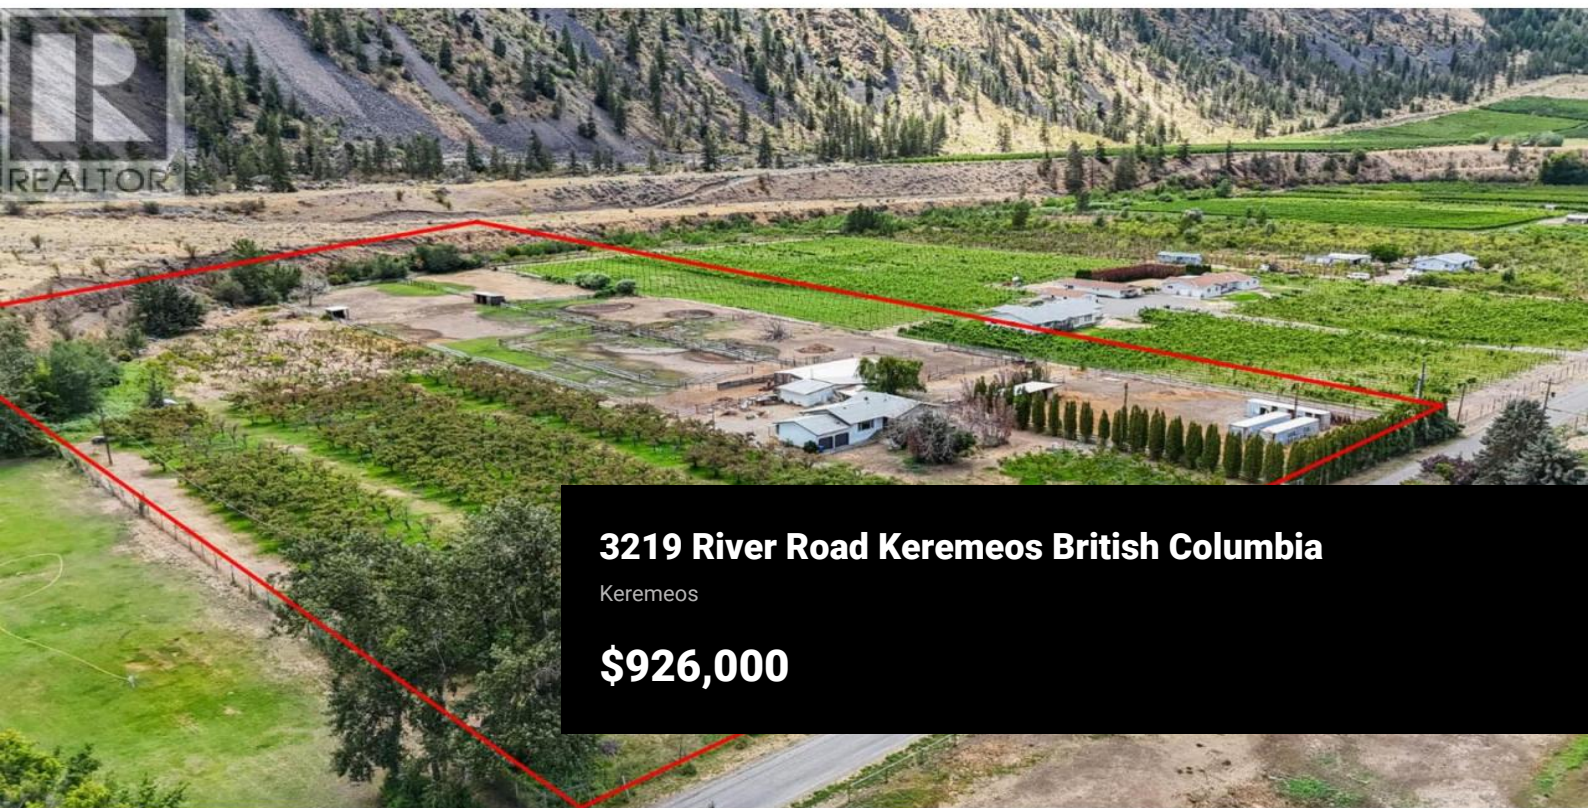 R
REALTOR
3219 River Road Keremeos British Columbia
Keremeos
$926,000